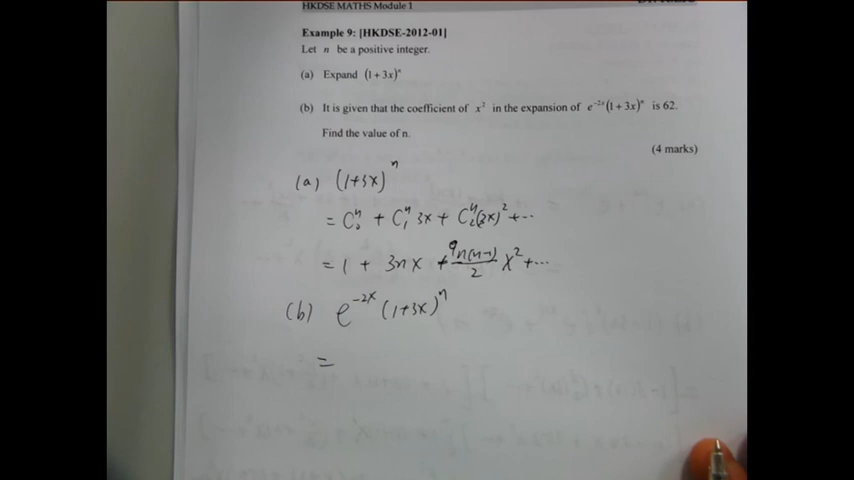 HKDSE MATHS Module 1
Example 9: [HKDSE-2012-01]
Let n be a positive integer.
(a) Expand (1+3x)^n
(b) It is given that the coefficient of x² in the expansion of e^{-2x}(1+3x)^n is 62.
Find the value of n.
(4 marks)
(a) (1+3x)^n
= C₀ⁿ + C₁ⁿ 3x + C₂ⁿ(3x)² + ...
= 1 + 3nx + 9n(n-1)/2 x² + ...
(b) e^{-2x} (1+3x)^n
=